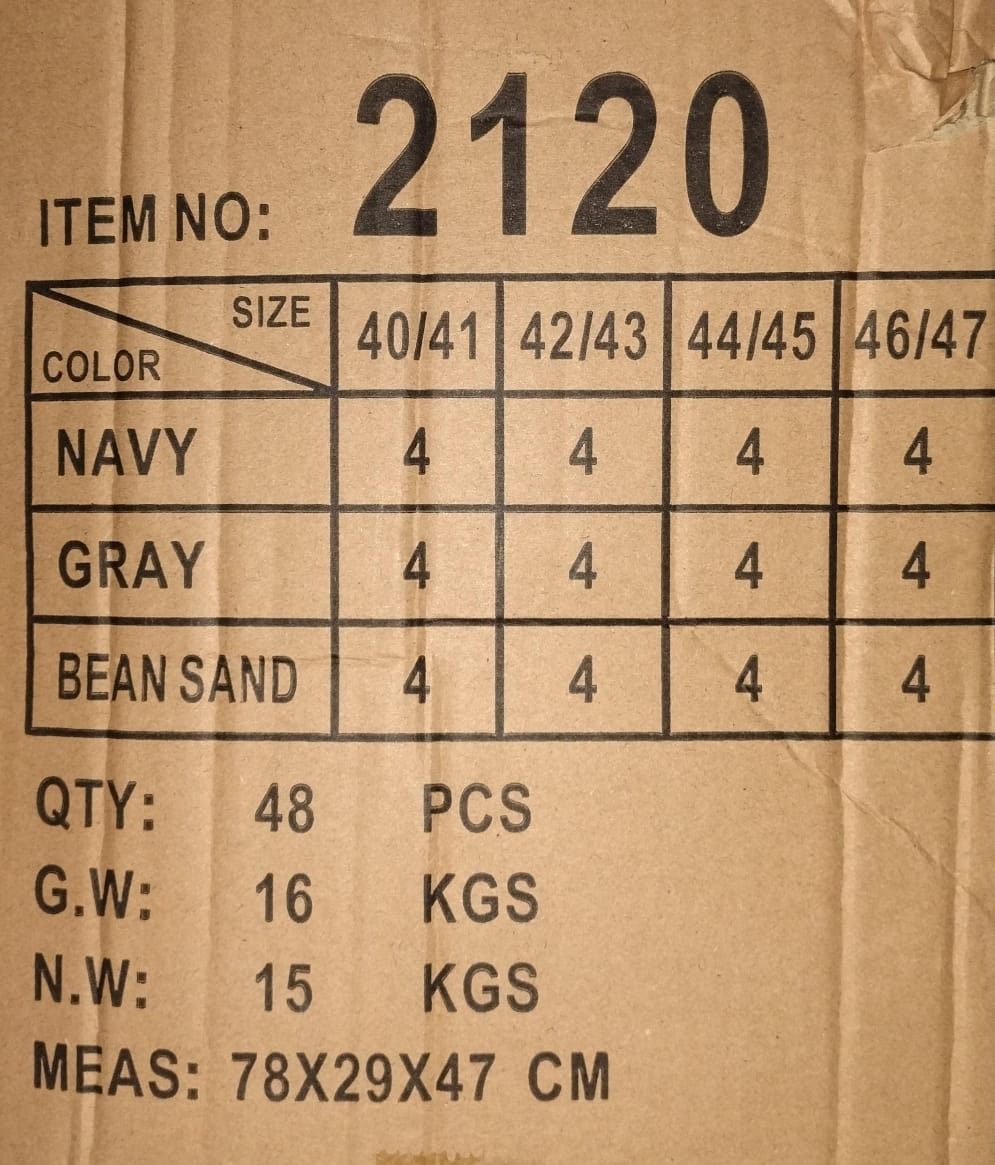 ITEM NO: 2120
SIZE 40/41 42/43 44/45 46/47
COLOR
NAVY 4 4 4 4
GRAY 4 4 4 4
BEAN SAND 4 4 4 4
QTY: 48 PCS
G.W: 16 KGS
N.W: 15 KGS
MEAS: 78X29X47 CM